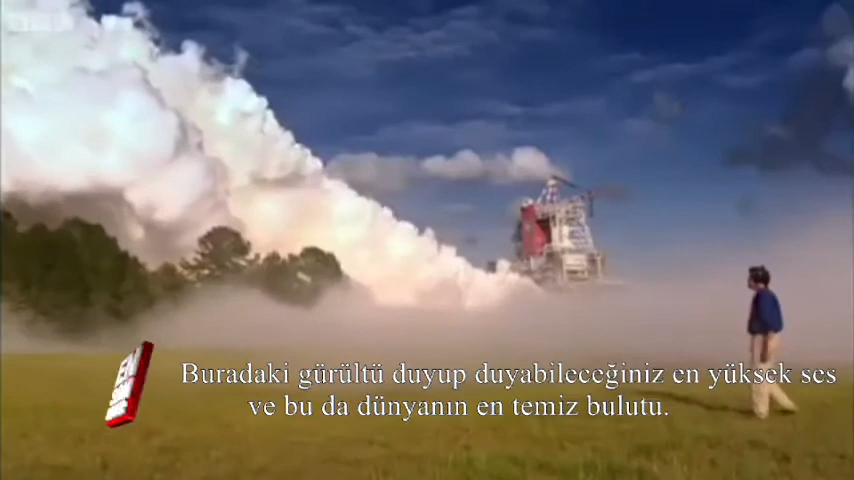 Buradaki gürültü duyup duyabileceğiniz en yüksek ses
ve bu da dünyanın en temiz bulutu.